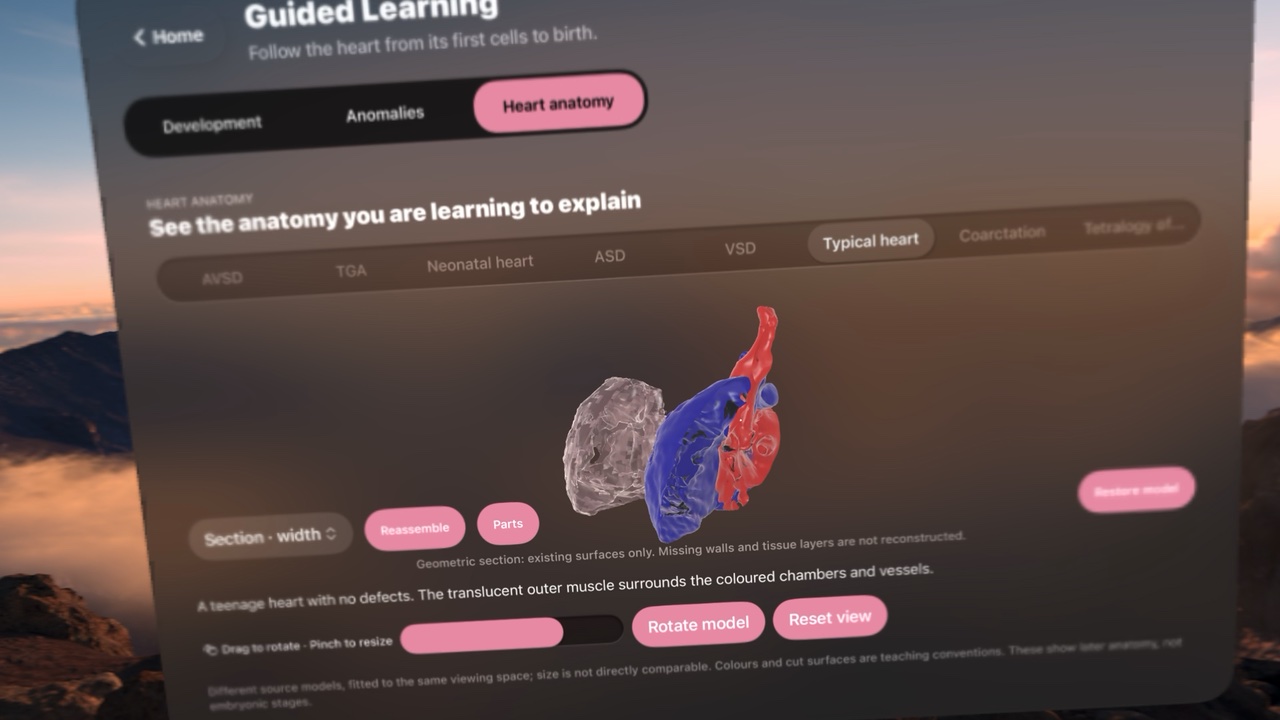 Home
Guided Learning
Follow the heart from its first cells to birth.
Development Anomalies Heart anatomy
HEART ANATOMY
See the anatomy you are learning to explain
AVSD TGA Neonatal heart ASD VSD Typical heart Coarctation Tetralogy of...
Section · width Reassemble Parts Restore model
Geometric section: existing surfaces only. Missing walls and tissue layers are not reconstructed.
A teenage heart with no defects. The translucent outer muscle surrounds the coloured chambers and vessels.
Drag to rotate · Pinch to resize Rotate model Reset view
Different source models, fitted to the same viewing space; size is not directly comparable. Colours and cut surfaces are teaching conventions. These show later anatomy, not
embryonic stages.